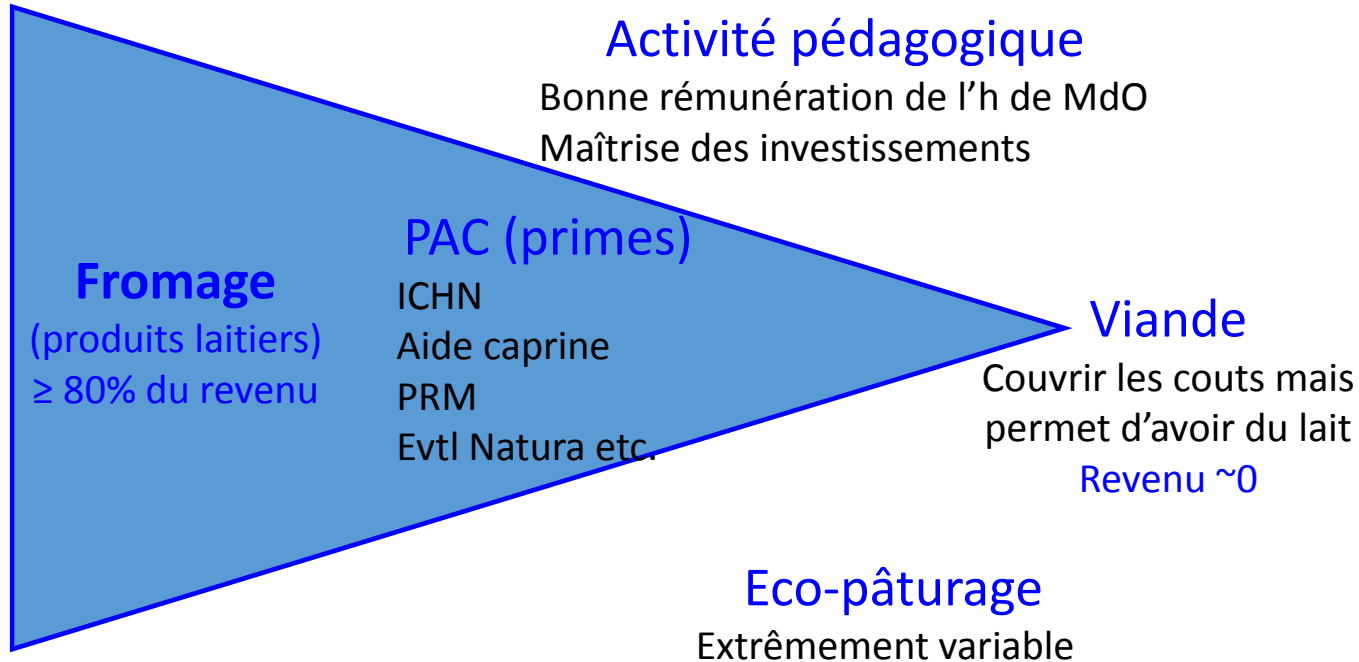 Activité pédagogique
Bonne rémunération de l’h de MdO
Maîtrise des investissements
Fromage
(produits laitiers)
≥ 80% du revenu
PAC (primes)
ICHN
Aide caprine
PRM
Evtl Natura etc.
Viande
Couvrir les couts mais
permet d’avoir du lait
Revenu ~0
Eco-pâturage
Extrêmement variable